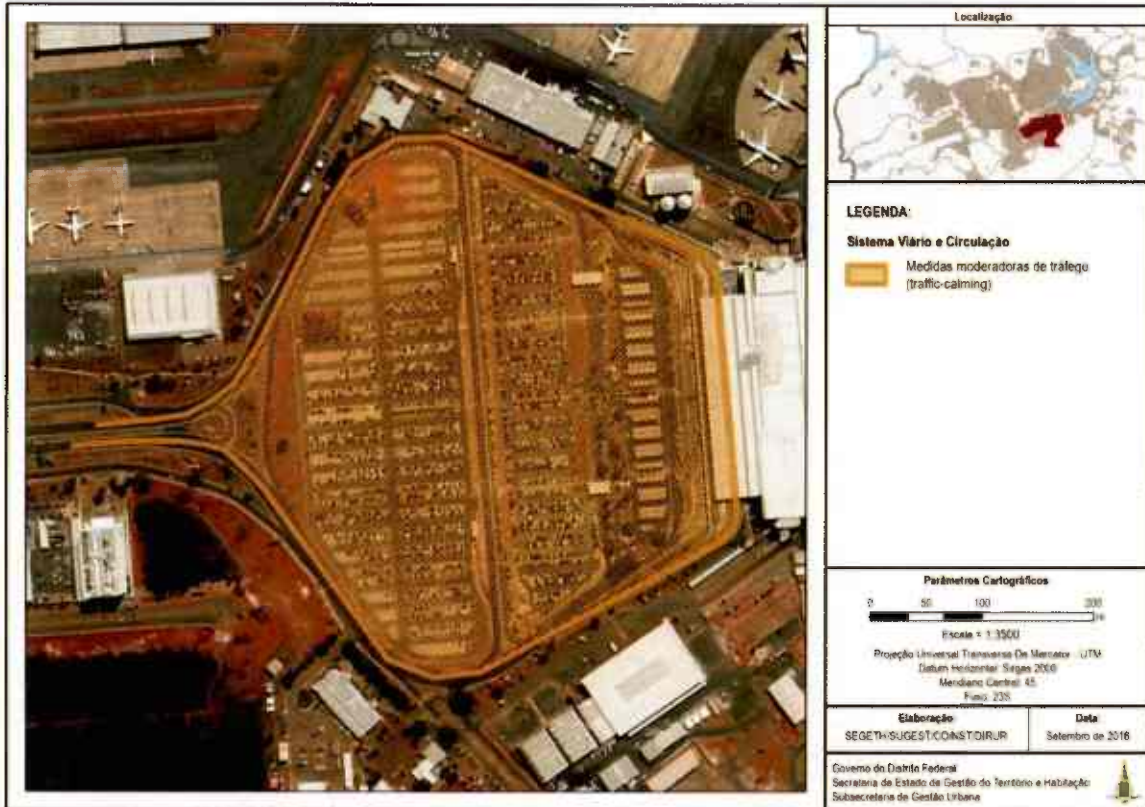 Localização
LEGENDA:
Sistema Viário e Circulação
Medidas moderadoras de tráfego
(traffic-calming)
Parâmetros Cartográficos
0 50 100 200
Escala = 1:3500
Projeção Universal Transversa De Mercator - UTM
Datum Horizontal: Sirgas 2000
Meridiano Central: 45
Fuso: 23S
Elaboração
SEGETH/SUGEST/COINST/DIRUR
Data
Setembro de 2016
Governo do Distrito Federal
Secretaria de Estado de Gestão do Território e Habitação
Subsecretaria de Gestão Urbana